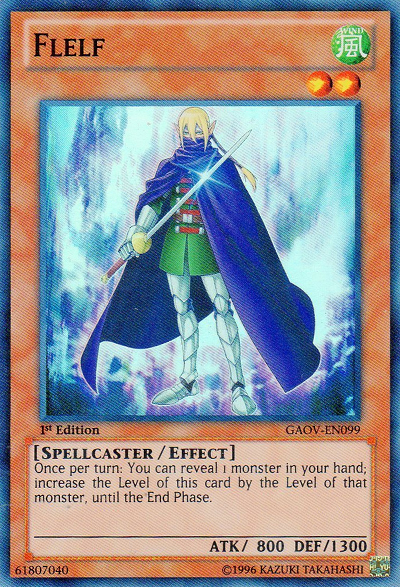 Flelf
WIND
風
1st Edition
GAOV-EN099
[Spellcaster / Effect]
Once per turn: You can reveal 1 monster in your hand;
increase the Level of this card by the Level of that
monster, until the End Phase.
ATK/ 800 DEF/1300
61807040
©1996 KAZUKI TAKAHASHI